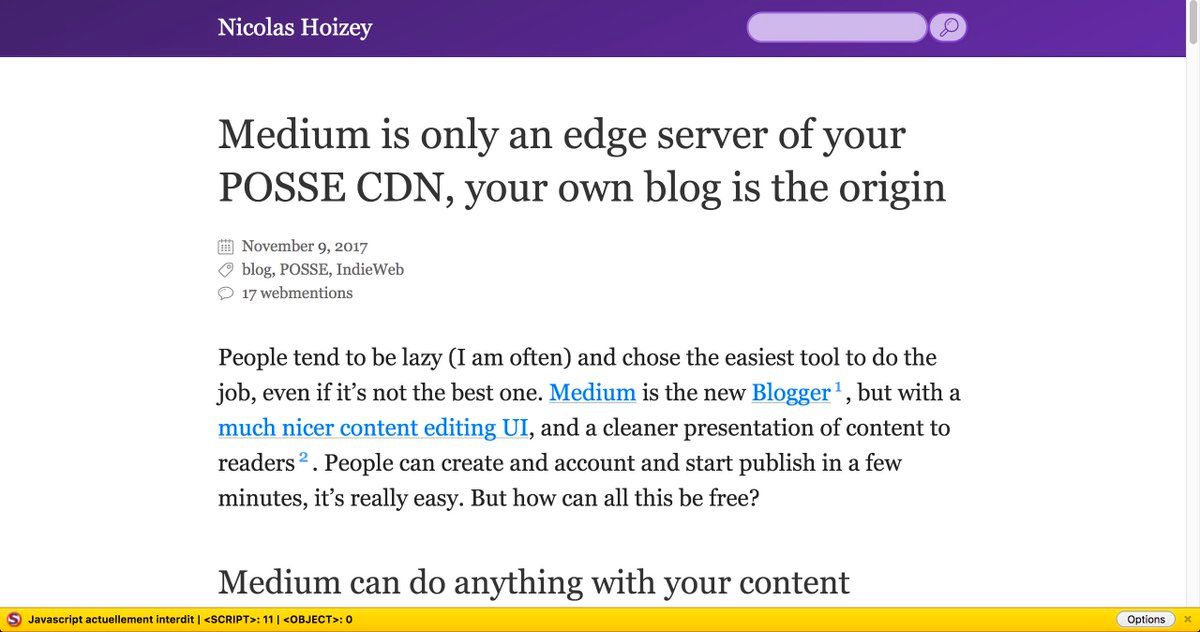 Nicolas Hoizey
Medium is only an edge server of your
POSSE CDN, your own blog is the origin
November 9, 2017
blog, POSSE, IndieWeb
17 webmentions
People tend to be lazy (I am often) and chose the easiest tool to do the
job, even if it’s not the best one. Medium is the new Blogger 1, but with a
much nicer content editing UI, and a cleaner presentation of content to
readers 2. People can create and account and start publish in a few
minutes, it’s really easy. But how can all this be free?
Medium can do anything with your content
Javascript actuellement interdit | <SCRIPT>: 11 | <OBJECT>: 0
Options